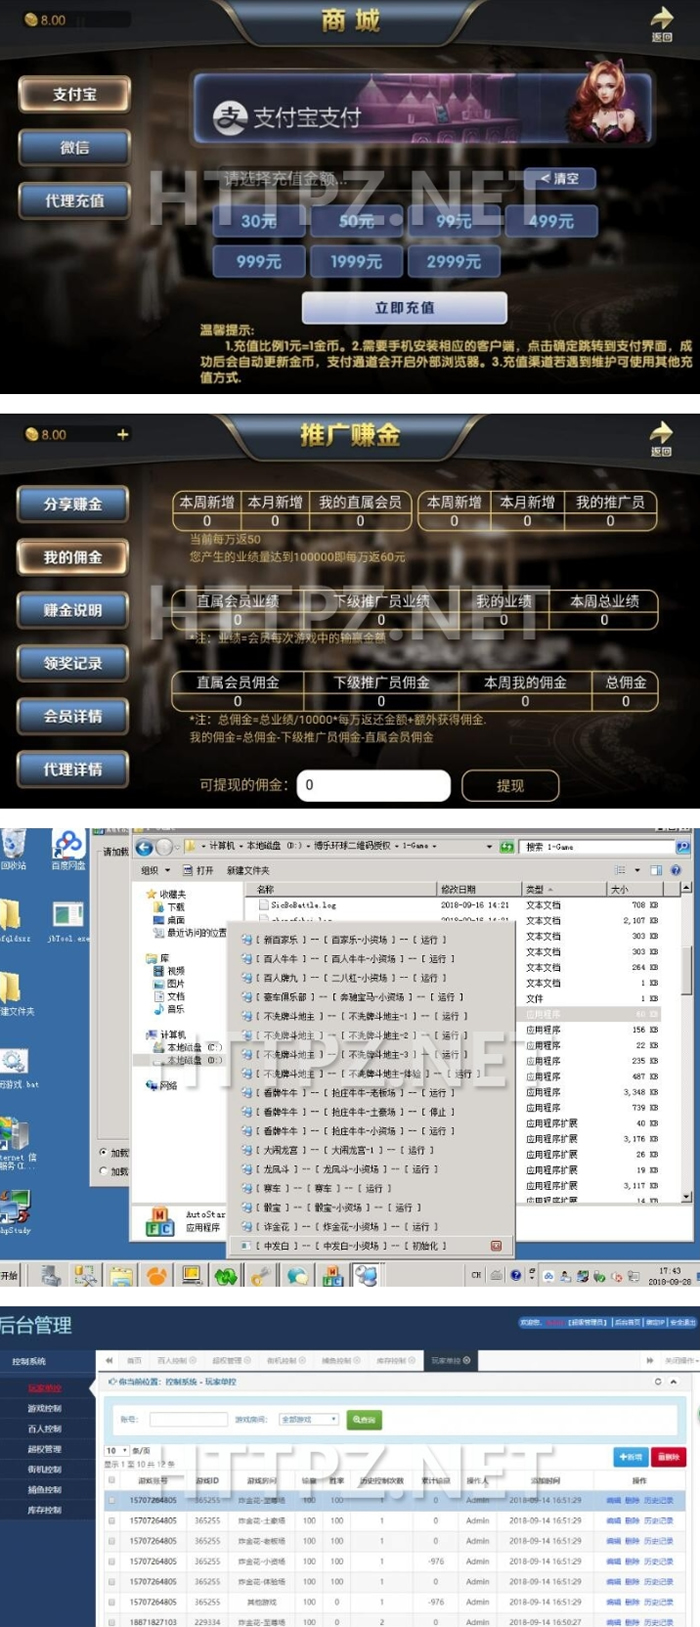 8.00
商城
返回
支付宝
支付宝支付
微信
请选择充值金额...
清空
代理充值
HTTPZ.NET
30元 50元 99元 499元
999元 1999元 2999元
立即充值
温馨提示:
1.充值比例1元=1金币。2.需要手机安装相应的客户端，点击确定跳转到支付界面，成
功后会自动更新金币，支付通道会开启外部浏览器。3.充值渠道若遇到维护可使用其他充
值方式.
8.00 +
推广赚金
返回
分享赚金
本周新增 本月新增 我的直属会员 本周新增 本月新增 我的推广员
0 0 0 0 0 0
当前每万返50
我的佣金
您产生的业绩量达到100000即每万返60元
HTTPZ.NET
赚金说明
直属会员业绩 下级推广员业绩 我的业绩 本周总业绩
0 0 0 0
*注：业绩=会员每次游戏中的输赢金额
领奖记录
直属会员佣金 下级推广员佣金 本周我的佣金 总佣金
0 0 0 0
会员详情
*注：总佣金=总业绩/10000*每万返还金额+额外获得佣金.
我的佣金=总佣金-下级推广员佣金-直属会员佣金
代理详情
可提现的佣金: 0 提现
回收站
百度网盘
请加载
计算机 本地磁盘 (D:) 博乐环球二维码授权 1-Game
搜索 1-Game
组织 打开 新建文件夹
名称 修改日期 类型 大小
收藏夹
下载
桌面
最近访问的位置
库
视频
图片
文档
音乐
计算机
本地磁盘 (C:)
本地磁盘 (D:)
网络
SicBoBattle.log 2018-09-16 14:21 文本文档 708 KB
文本文档 2,107 KB
文本文档 303 KB
文本文档 303 KB
文本文档 264 KB
文本文档 1 KB
文件 1 KB
应用程序 60 KB
应用程序 156 KB
应用程序 22 KB
应用程序 235 KB
应用程序 487 KB
应用程序 3,348 KB
应用程序 739 KB
应用程序扩展 40 KB
应用程序扩展 3,176 KB
应用程序扩展 26 KB
应用程序扩展 19 KB
应用程序扩展 3,117 KB
应用程序扩展 14 KB
[ 新百家乐 ] -- [ 百家乐-小资场 ] -- [ 运行 ]
[ 百人牛牛 ] -- [ 百人牛牛-小资场 ] -- [ 运行 ]
[ 百人牌九 ] -- [ 二八杠-小资场 ] -- [ 运行 ]
[ 豪车俱乐部 ] -- [ 奔驰宝马-小资场 ] -- [ 运行 ]
[ 不洗牌斗地主 ] -- [ 不洗牌斗地主-1 ] -- [ 运行 ]
[ 不洗牌斗地主 ] -- [ 不洗牌斗地主-2 ] -- [ 运行 ]
[ 不洗牌斗地主 ] -- [ 不洗牌斗地主-3 ] -- [ 运行 ]
[ 不洗牌斗地主 ] -- [ 不洗牌斗地主-体验 ] -- [ 运行 ]
[ 看牌牛牛 ] -- [ 抢庄牛牛-老板场 ] -- [ 运行 ]
[ 看牌牛牛 ] -- [ 抢庄牛牛-土豪场 ] -- [ 停止 ]
[ 看牌牛牛 ] -- [ 抢庄牛牛-小资场 ] -- [ 运行 ]
[ 大闹龙宫 ] -- [ 大闹龙宫-1 ] -- [ 运行 ]
[ 龙凤斗 ] -- [ 龙凤斗-小资场 ] -- [ 运行 ]
[ 赛车 ] -- [ 赛车 ] -- [ 运行 ]
[ 骰宝 ] -- [ 骰宝-小资场 ] -- [ 运行 ]
[ 诈金花 ] -- [ 炸金花-小资场 ] -- [ 运行 ]
[ 中发白 ] -- [ 中发白-小资场 ] -- [ 初始化 ]
jbTool.exe
建文件夹
HTTPZ.NET
闭游戏.bat
加载
加载
AutoStar
应用程序
hpStudy
开始
CH
17:43
2018-09-28
后台管理
控制系统
首页 百人控制 超权管理 街机控制 捕鱼控制 库存控制 玩家单控 关闭操作
玩家单控
你当前位置：控制系统 - 玩家单控
游戏控制
百人控制
账号: 游戏房间: 全部游戏 查询
超权管理
10 条/页
新增 删除
显示 1 至 10 共 12 条
街机控制
HTTPZ.NET
捕鱼控制
库存控制
游戏账号 游戏ID 游戏房间 输赢 胜率 历史控制次数 累计输赢 操作人 添加时间 操作
15707264805 365255 炸金花-至尊场 100 100 1 0 Admin 2018-09-14 16:51:29 编辑 删除 历史记录
15707264805 365255 炸金花-土豪场 100 100 1 0 Admin 2018-09-14 16:51:29 编辑 删除 历史记录
15707264805 365255 炸金花-老板场 100 100 1 0 Admin 2018-09-14 16:51:29 编辑 删除 历史记录
15707264805 365255 炸金花-小资场 100 100 1 -976 Admin 2018-09-14 16:51:29 编辑 删除 历史记录
15707264805 365255 炸金花-体验场 100 100 1 0 Admin 2018-09-14 16:51:29 编辑 删除 历史记录
15707264805 365255 其他游戏 100 0 1 -976 Admin 2018-09-14 16:51:29 编辑 删除 历史记录
18871827103 229334 炸金花-至尊场 100 0 2 0 Admin 2018-09-14 16:50:27 编辑 删除 历史记录